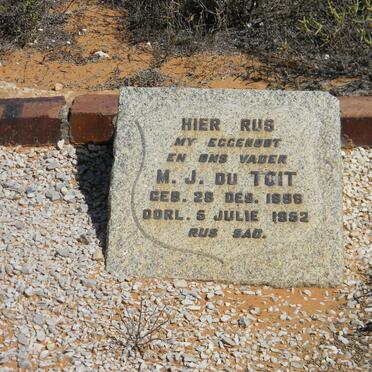 HIER RUS
MY EGGENOOT
EN ONS VADER
M. J. DU TOIT
GEB. 28 DES. 1886
OORL. 5 JULIE 1952
RUS SAG.